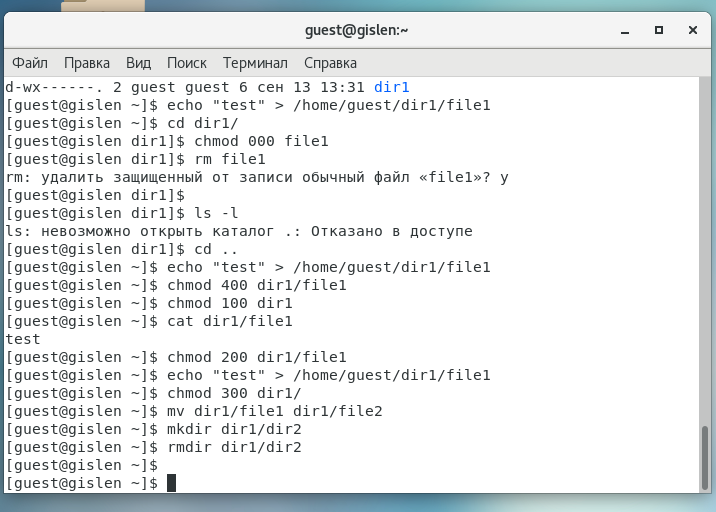 guest@gislen:~
Файл Правка Вид Поиск Терминал Справка
d-wx------. 2 guest guest 6 сен 13 13:31 dir1
[guest@gislen ~]$ echo "test" > /home/guest/dir1/file1
[guest@gislen ~]$ cd dir1/
[guest@gislen dir1]$ chmod 000 file1
[guest@gislen dir1]$ rm file1
rm: удалить защищенный от записи обычный файл «file1»? y
[guest@gislen dir1]$
[guest@gislen dir1]$ ls -l
ls: невозможно открыть каталог .: Отказано в доступе
[guest@gislen dir1]$ cd ..
[guest@gislen ~]$ echo "test" > /home/guest/dir1/file1
[guest@gislen ~]$ chmod 400 dir1/file1
[guest@gislen ~]$ chmod 100 dir1
[guest@gislen ~]$ cat dir1/file1
test
[guest@gislen ~]$ chmod 200 dir1/file1
[guest@gislen ~]$ echo "test" > /home/guest/dir1/file1
[guest@gislen ~]$ chmod 300 dir1/
[guest@gislen ~]$ mv dir1/file1 dir1/file2
[guest@gislen ~]$ mkdir dir1/dir2
[guest@gislen ~]$ rmdir dir1/dir2
[guest@gislen ~]$
[guest@gislen ~]$